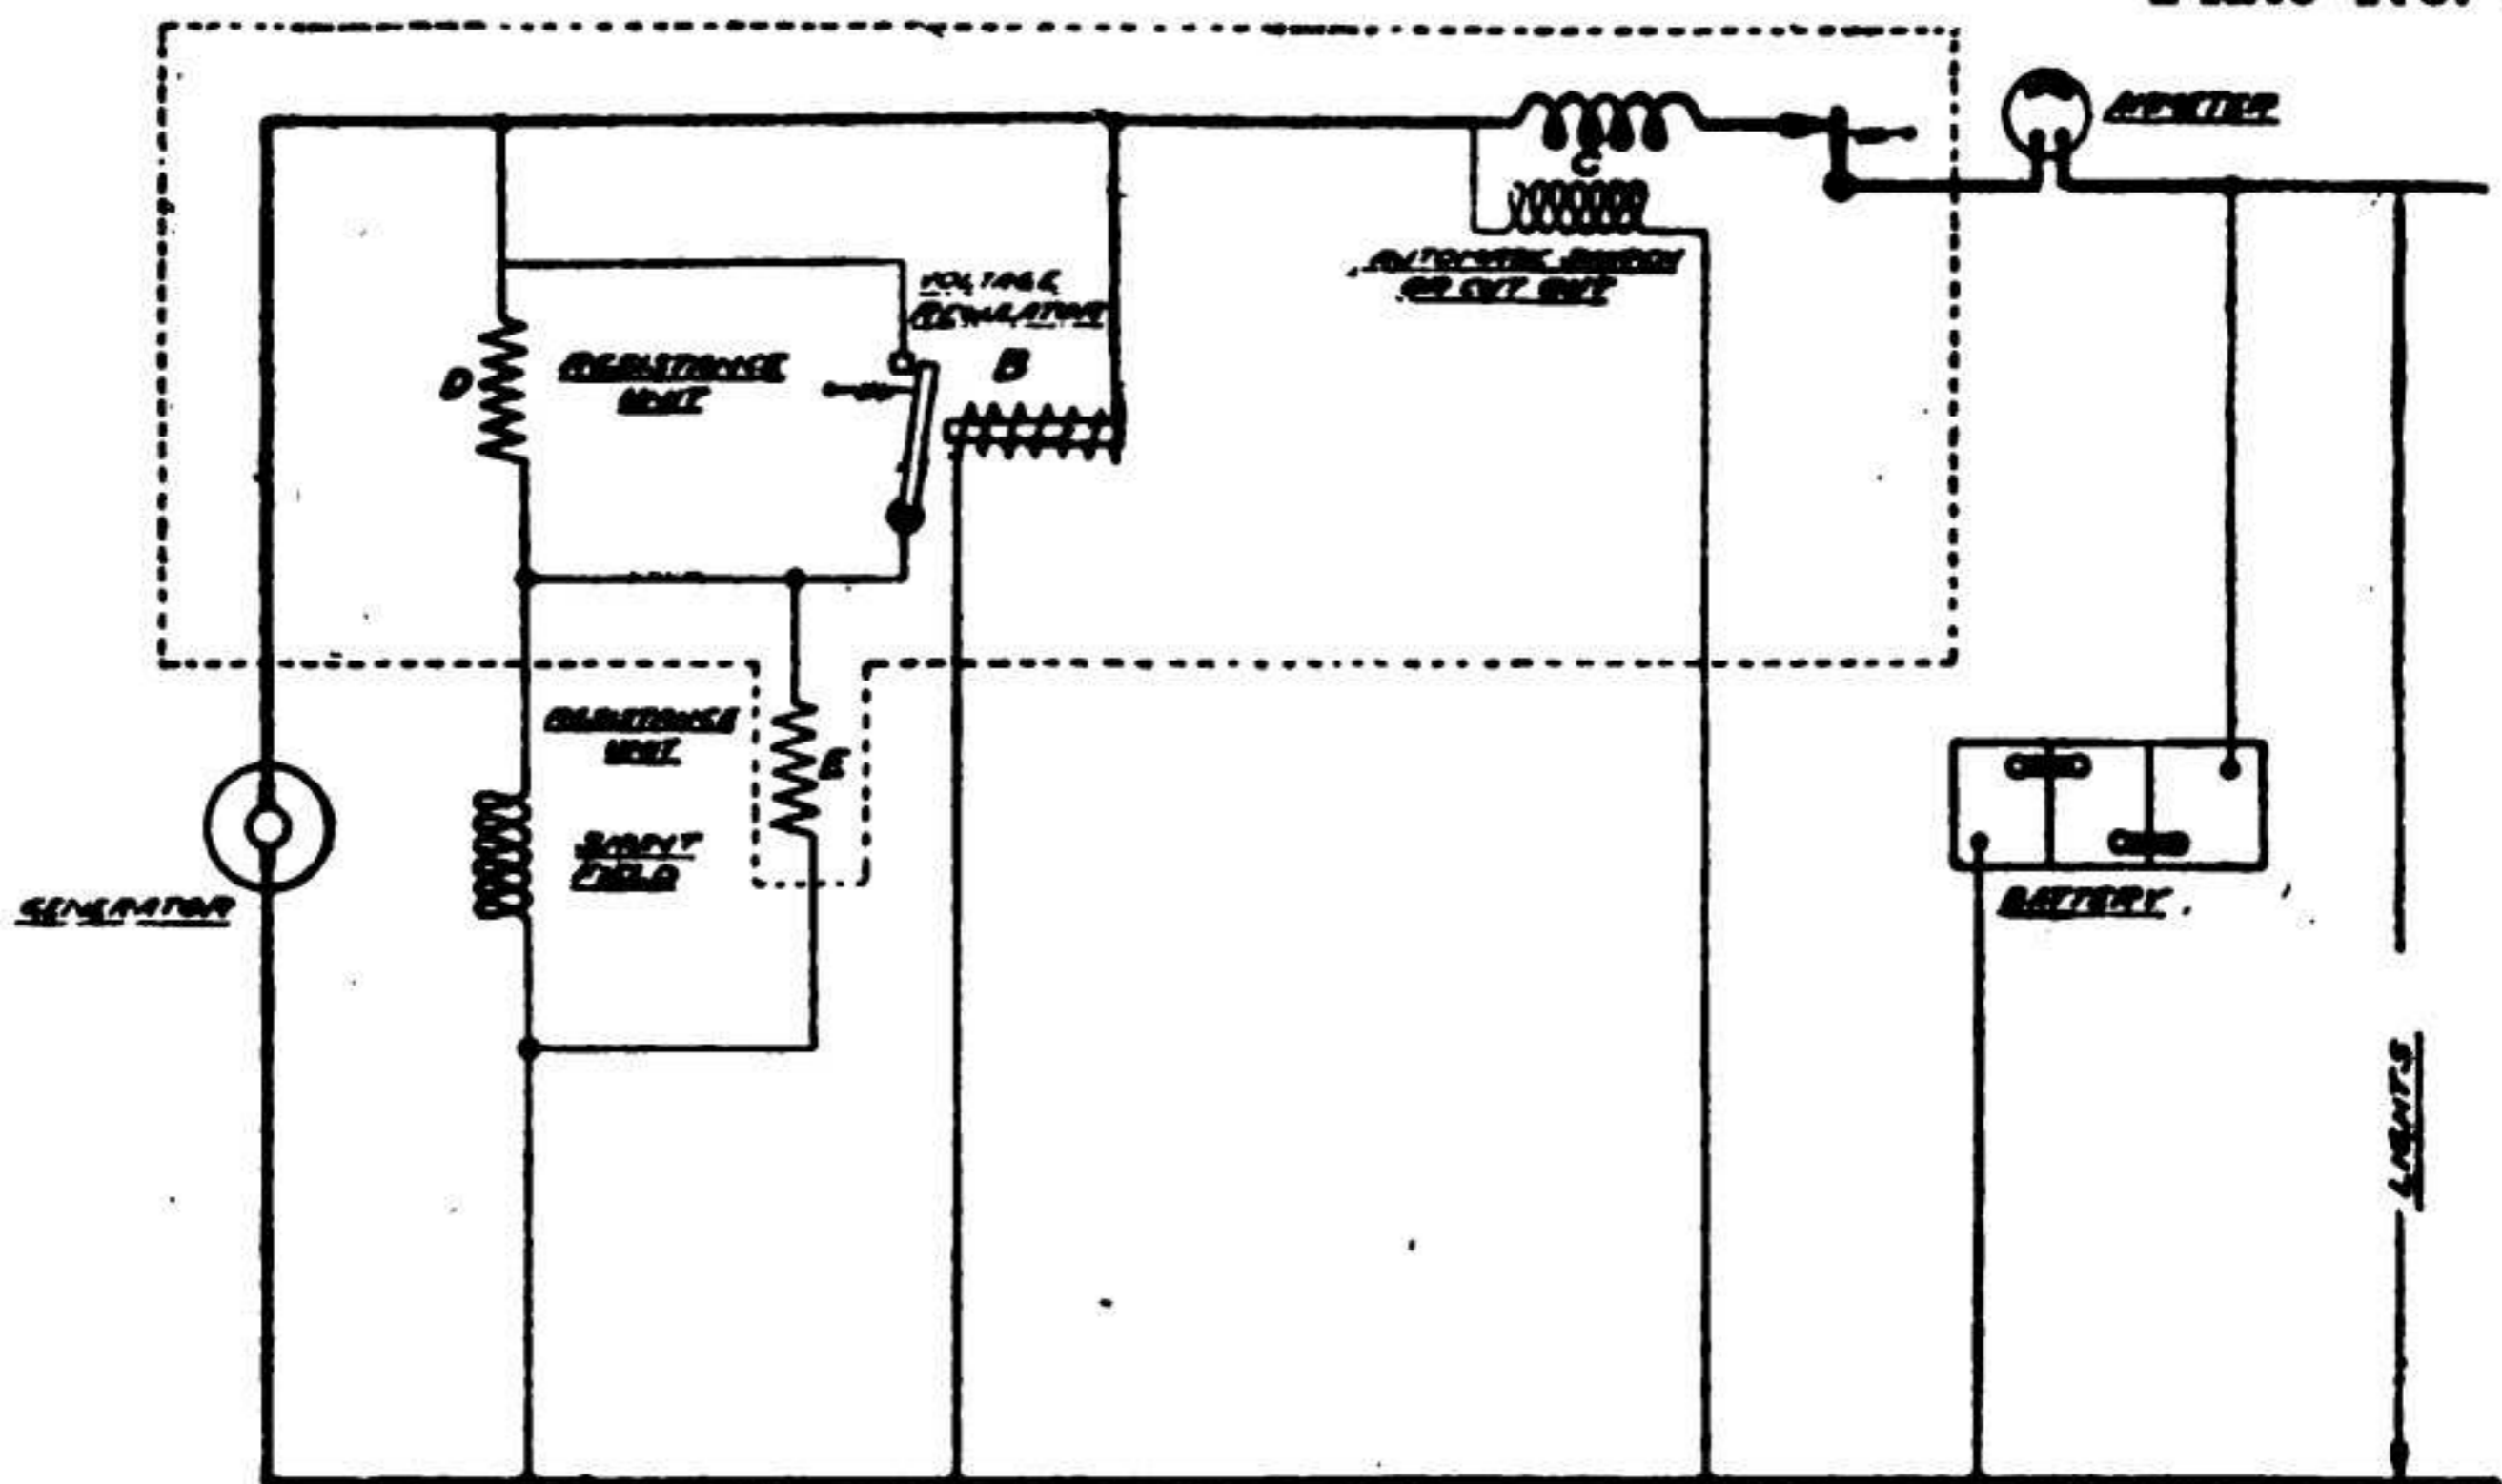 AMMETER
C
AUTOMATIC SWITCH
OR CUT OUT
VOLTAGE
REGULATOR
B
D
RESISTANCE
UNIT
RESISTANCE
UNIT
E
SHUNT
FIELD
GENERATOR
BATTERY.
LIGHTS